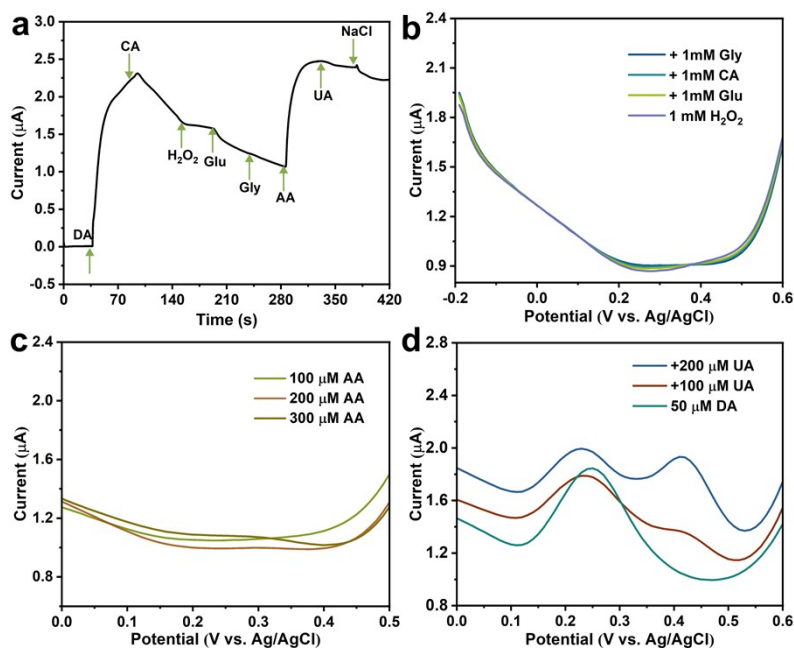 a
3.0
2.5
2.0
1.5
1.0
0.5
0.0
-0.5
Current (μA)
DA
CA
H₂O₂
Glu
Gly
AA
UA
NaCl
0 70 140 210 280 350 420
Time (s)
b
2.4
2.1
1.8
1.5
1.2
0.9
0.6
Current (μA)
+ 1mM Gly
+ 1mM CA
+ 1mM Glu
1 mM H₂O₂
-0.2 0.0 0.2 0.4 0.6
Potential (V vs. Ag/AgCl)
c
2.4
2.1
1.8
1.4
1.2
0.9
0.6
Current (μA)
100 μM AA
200 μM AA
300 μM AA
0.0 0.1 0.2 0.3 0.4 0.5
Potential (V vs. Ag/AgCl)
d
2.8
2.4
2.0
1.6
1.2
0.8
Current (μA)
+200 μM UA
+100 μM UA
50 μM DA
0.0 0.1 0.2 0.3 0.4 0.5 0.6
Potential (V vs. Ag/AgCl)